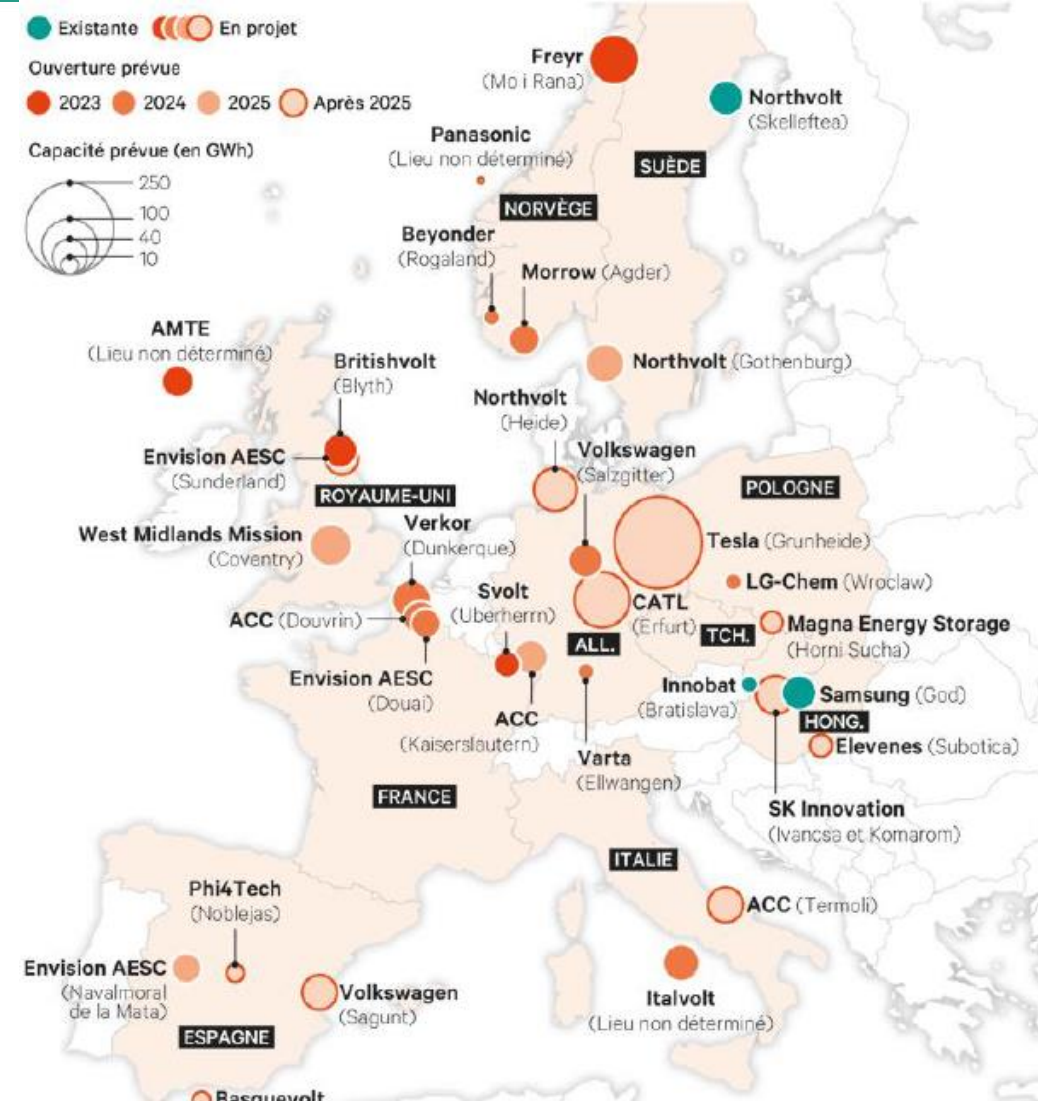 Existante
En projet
Ouverture prévue
2023
2024
2025
Après 2025
Capacité prévue (en GWh)
250
100
40
10
Freyr
(Mo i Rana)
Northvolt
(Skelleftea)
Panasonic
(Lieu non déterminé)
SUÈDE
NORVÈGE
Beyonder
(Rogaland)
Morrow (Agder)
AMTE
(Lieu non déterminé)
Britishvolt
(Blyth)
Northvolt (Gothenburg)
Northvolt
(Heide)
Volkswagen
(Salzgitter)
Envision AESC
(Sunderland)
ROYAUME-UNI
POLOGNE
West Midlands Mission
(Coventry)
Verkor
(Dunkerque)
Tesla (Grunheide)
LG-Chem (Wroclaw)
Svolt
(Uberherrn)
CATL
(Erfurt)
ACC (Douvrin)
TCH.
Magna Energy Storage
(Horni Sucha)
ALL.
Envision AESC
(Douai)
Innobat
(Bratislava)
Samsung (God)
HONG.
ACC
(Kaiserslautern)
Elevenes (Subotica)
Varta
(Ellwangen)
FRANCE
SK Innovation
(Ivancsa et Komarom)
ITALIE
Phi4Tech
(Noblejas)
ACC (Termoli)
Envision AESC
(Navalmoral
de la Mata)
Volkswagen
(Sagunt)
Italvolt
(Lieu non déterminé)
ESPAGNE
Basquevolt